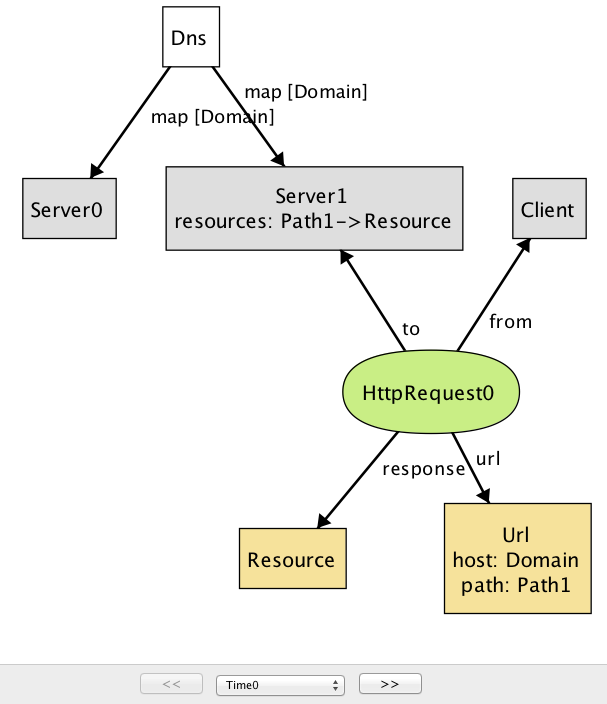 Dns
map [Domain]
map [Domain]
Server0
Server1
resources: Path1->Resource
Client
to
from
HttpRequest0
response
url
Resource
Url
host: Domain
path: Path1
<<
Time0
>>